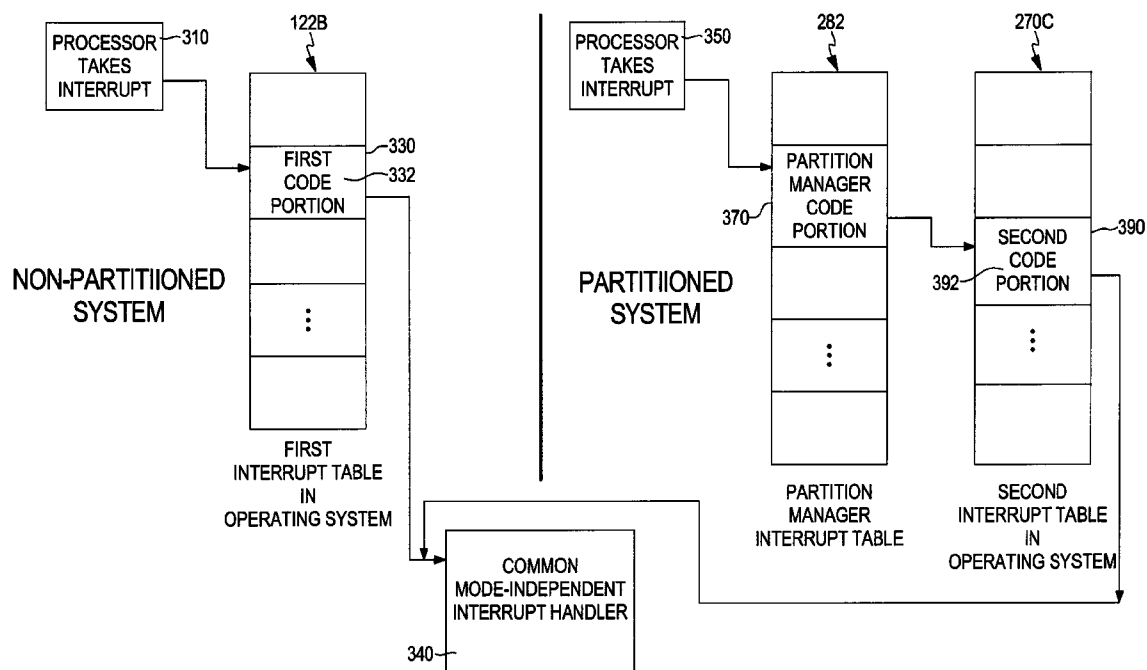 310
PROCESSOR
TAKES
INTERRUPT
122B
330
FIRST
CODE
PORTION
332
NON-PARTITIIONED
SYSTEM
FIRST
INTERRUPT TABLE
IN
OPERATING SYSTEM
350
PROCESSOR
TAKES
INTERRUPT
282
270C
PARTITION
MANAGER
CODE
PORTION
370
390
SECOND
CODE
PORTION
392
PARTITIIONED
SYSTEM
PARTITION
MANAGER
INTERRUPT TABLE
SECOND
INTERRUPT TABLE
IN
OPERATING SYSTEM
COMMON
MODE-INDEPENDENT
INTERRUPT HANDLER
340